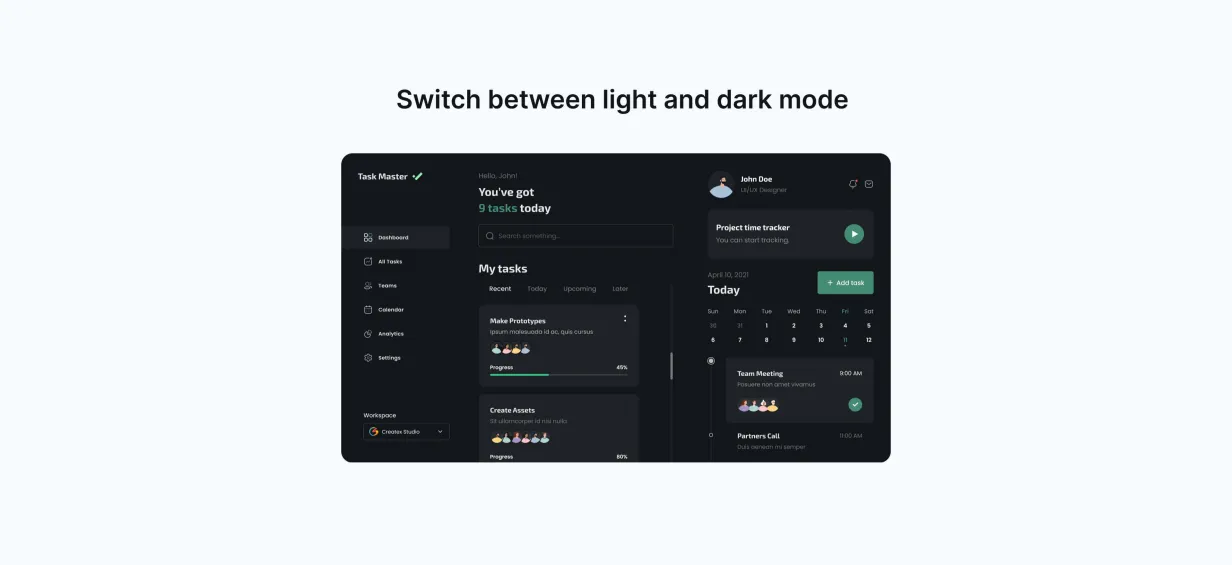 Switch between light and dark mode
Task Master
Dashboard
All Tasks
Teams
Calendar
Analytics
Settings
Workspace
Createx Studio
Hello, John!
You've got
9 tasks today
Search something...
My tasks
Recent Today Upcoming Later
Make Prototypes
Ipsum malesuada id ac, quis cursus
Progress 45%
Create Assets
Sit ullamcorper id nisi nulla
Progress 80%
John Doe
UI/UX Designer
Project time tracker
You can start tracking.
April 10, 2021
Today
+ Add task
Sun Mon Tue Wed Thu Fri Sat
30 31 1 2 3 4 5
6 7 8 9 10 11 12
Team Meeting 9:00 AM
Posuere non amet vivamus
Partners Call 11:00 AM
Duis aenean mi semper